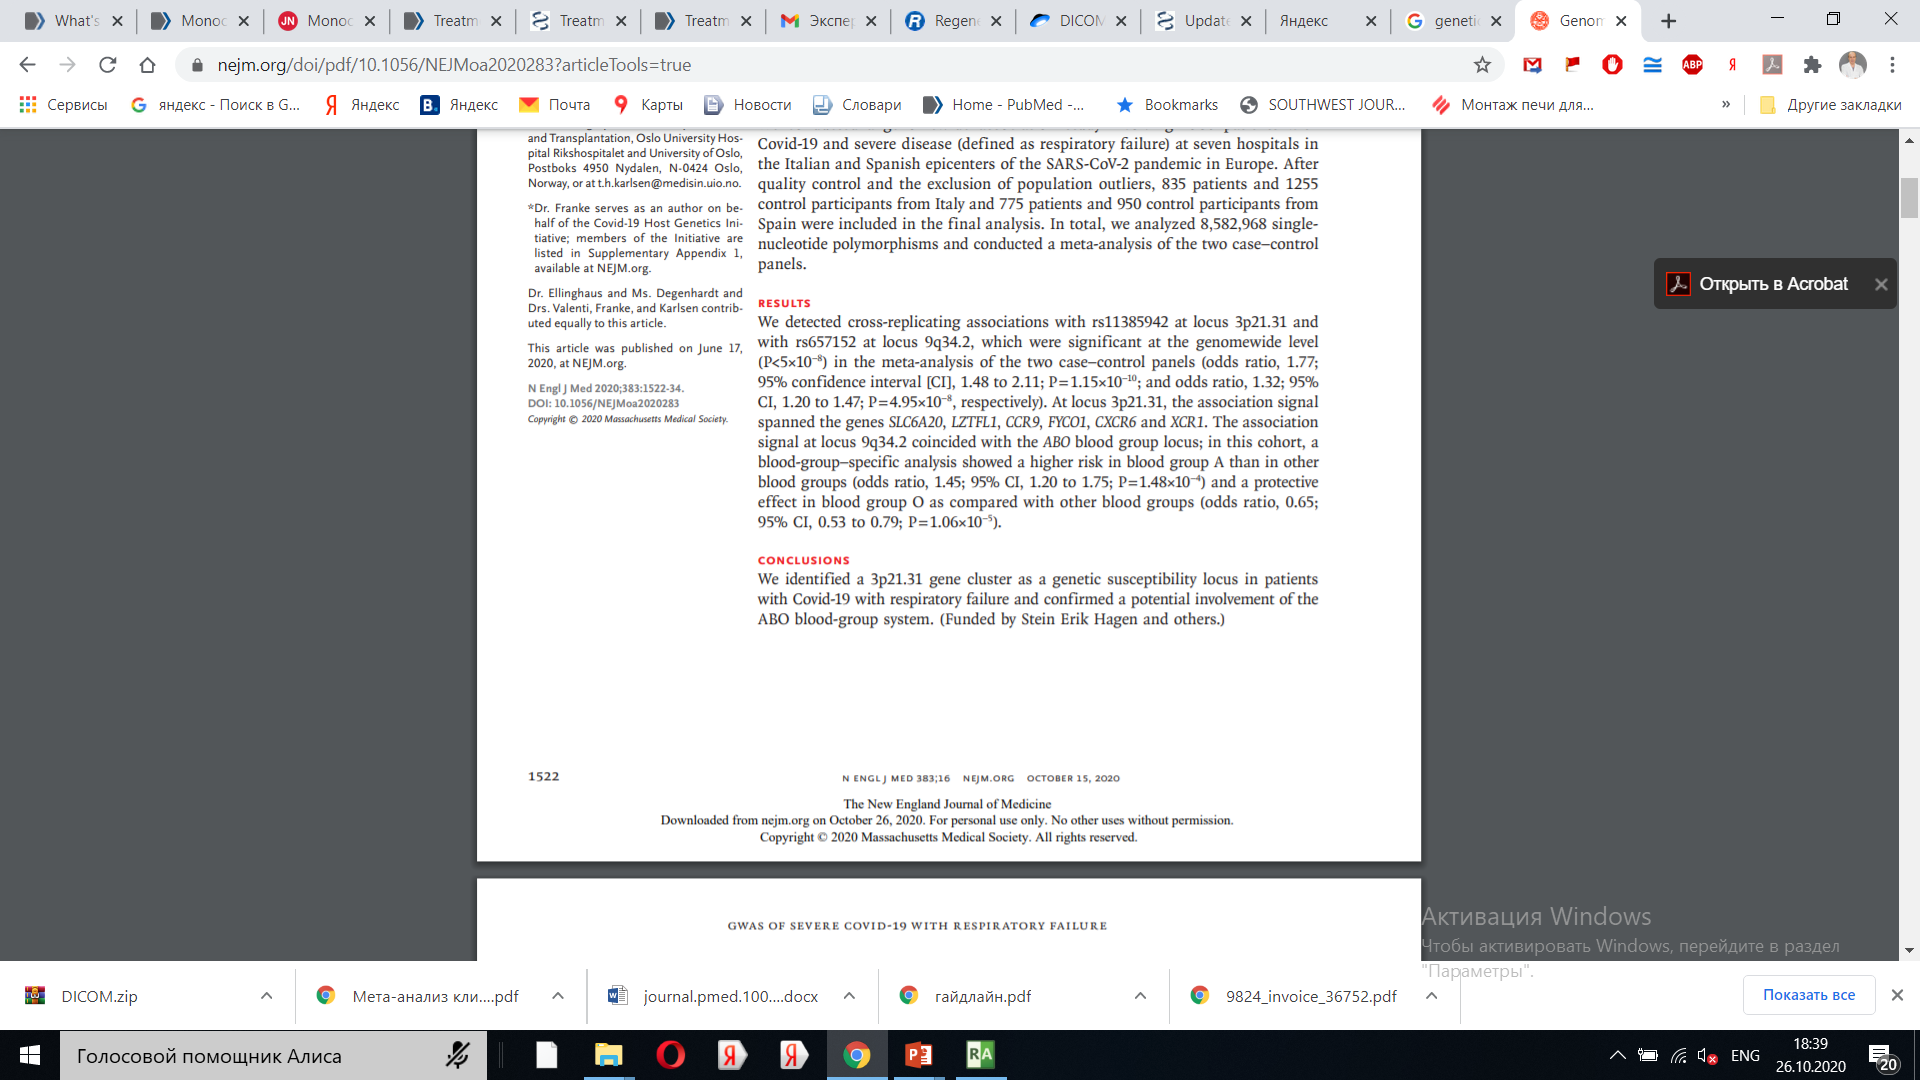 What's
Monoc
JN
Monoc
Treatm
Treatm
Treatm
Экспер
R
Regene
DICOM
Update
Яндекс
geneti
Genom
nejm.org/doi/pdf/10.1056/NEJMoa2020283?articleTools=true
ABP
Я
Сервисы
яндекс - Поиск в G...
Я Яндекс
B. Яндекс
Почта
Карты
Новости
Словари
Home - PubMed -...
Bookmarks
SOUTHWEST JOUR...
Монтаж печи для...
»
Другие закладки
and Transplantation, Oslo University Hos-
pital Rikshospitalet and University of Oslo,
Postboks 4950 Nydalen, N-0424 Oslo,
Norway, or at t.h.karlsen@medisin.uio.no.
*Dr. Franke serves as an author on be-
half of the Covid-19 Host Genetics Ini-
tiative; members of the Initiative are
listed in Supplementary Appendix 1,
available at NEJM.org.
Dr. Ellinghaus and Ms. Degenhardt and
Drs. Valenti, Franke, and Karlsen contrib-
uted equally to this article.
This article was published on June 17,
2020, at NEJM.org.
N Engl J Med 2020;383:1522-34.
DOI: 10.1056/NEJMoa2020283
Copyright © 2020 Massachusetts Medical Society.
Covid-19 and severe disease (defined as respiratory failure) at seven hospitals in
the Italian and Spanish epicenters of the SARS-CoV-2 pandemic in Europe. After
quality control and the exclusion of population outliers, 835 patients and 1255
control participants from Italy and 775 patients and 950 control participants from
Spain were included in the final analysis. In total, we analyzed 8,582,968 single-
nucleotide polymorphisms and conducted a meta-analysis of the two case–control
panels.
RESULTS
We detected cross-replicating associations with rs11385942 at locus 3p21.31 and
with rs657152 at locus 9q34.2, which were significant at the genomewide level
(P<5×10⁻⁸) in the meta-analysis of the two case–control panels (odds ratio, 1.77;
95% confidence interval [CI], 1.48 to 2.11; P=1.15×10⁻¹⁰; and odds ratio, 1.32; 95%
CI, 1.20 to 1.47; P=4.95×10⁻⁸, respectively). At locus 3p21.31, the association signal
spanned the genes SLC6A20, LZTFL1, CCR9, FYCO1, CXCR6 and XCR1. The association
signal at locus 9q34.2 coincided with the ABO blood group locus; in this cohort, a
blood-group–specific analysis showed a higher risk in blood group A than in other
blood groups (odds ratio, 1.45; 95% CI, 1.20 to 1.75; P=1.48×10⁻⁴) and a protective
effect in blood group O as compared with other blood groups (odds ratio, 0.65;
95% CI, 0.53 to 0.79; P=1.06×10⁻⁵).
CONCLUSIONS
We identified a 3p21.31 gene cluster as a genetic susceptibility locus in patients
with Covid-19 with respiratory failure and confirmed a potential involvement of the
ABO blood-group system. (Funded by Stein Erik Hagen and others.)
Открыть в Acrobat
1522
N ENGL J MED 383;16 NEJM.ORG OCTOBER 15, 2020
The New England Journal of Medicine
Downloaded from nejm.org on October 26, 2020. For personal use only. No other uses without permission.
Copyright © 2020 Massachusetts Medical Society. All rights reserved.
GWAS OF SEVERE COVID-19 WITH RESPIRATORY FAILURE
Активация Windows
Чтобы активировать Windows, перейдите в раздел
"Параметры".
DICOM.zip
Мета-анализ кли....pdf
journal.pmed.100....docx
гайдлайн.pdf
9824_invoice_36752.pdf
Показать все
Голосовой помощник Алиса
RA
ENG
18:39
26.10.2020
20